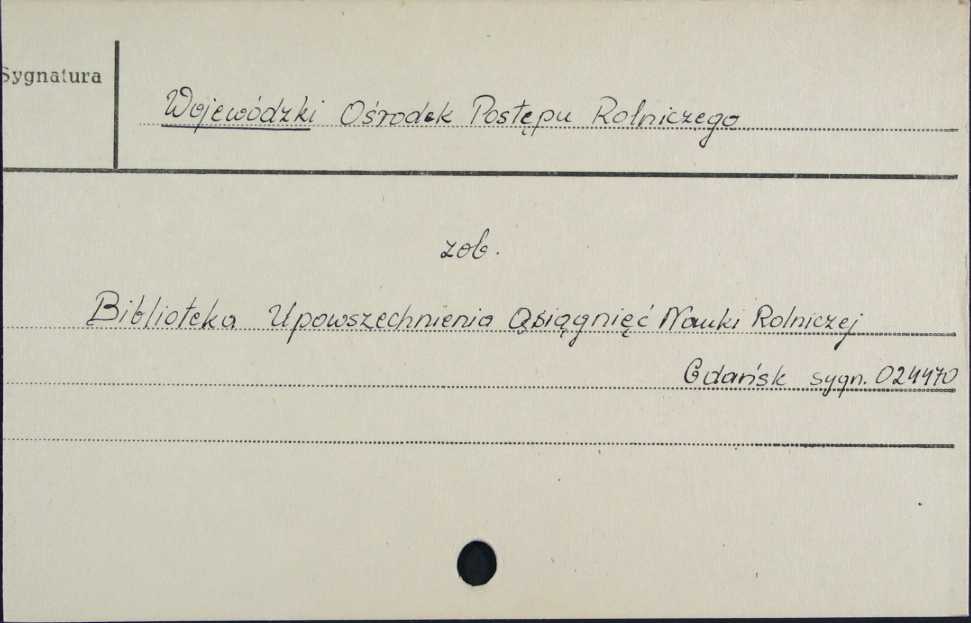 Sygnatura
Wojewódzki Ośrodek Postępu Rolniczego
zob.
Biblioteka Upowszechnienia Osiągnięć Nauki Rolniczej
Gdańsk sygn. 024470